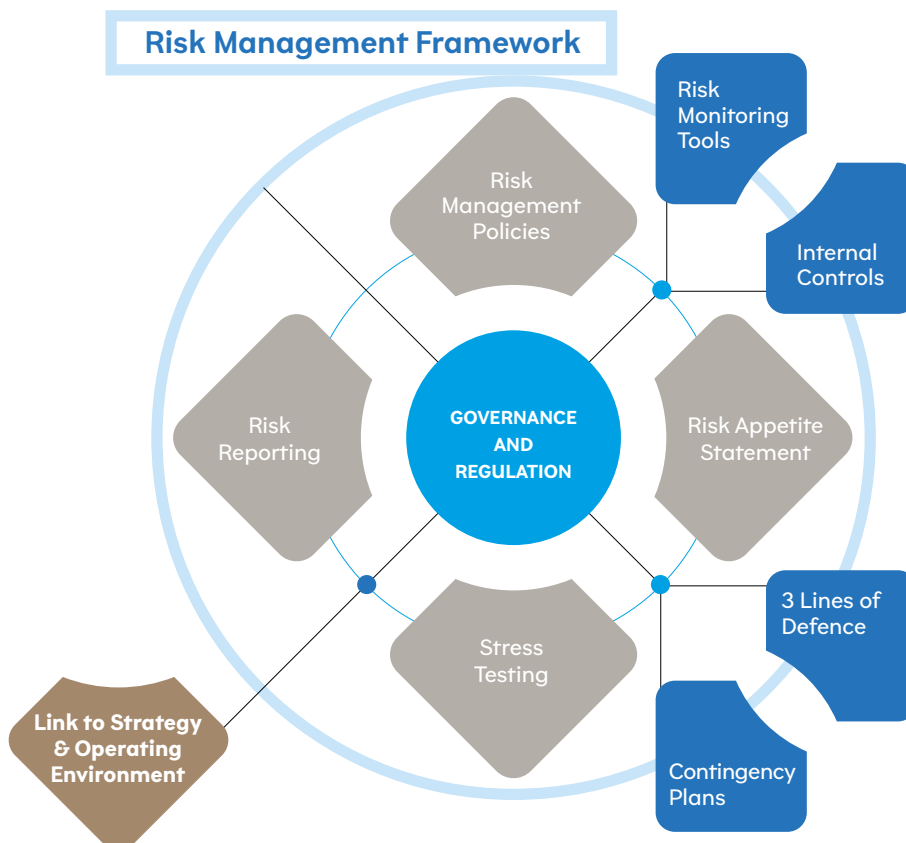 Risk Management Framework
Risk
Monitoring
Tools
Internal
Controls
Risk
Management
Policies
Risk
Reporting
GOVERNANCE
AND
REGULATION
Risk Appetite
Statement
Stress
Testing
3 Lines of
Defence
Contingency
Plans
Link to Strategy
& Operating
Environment